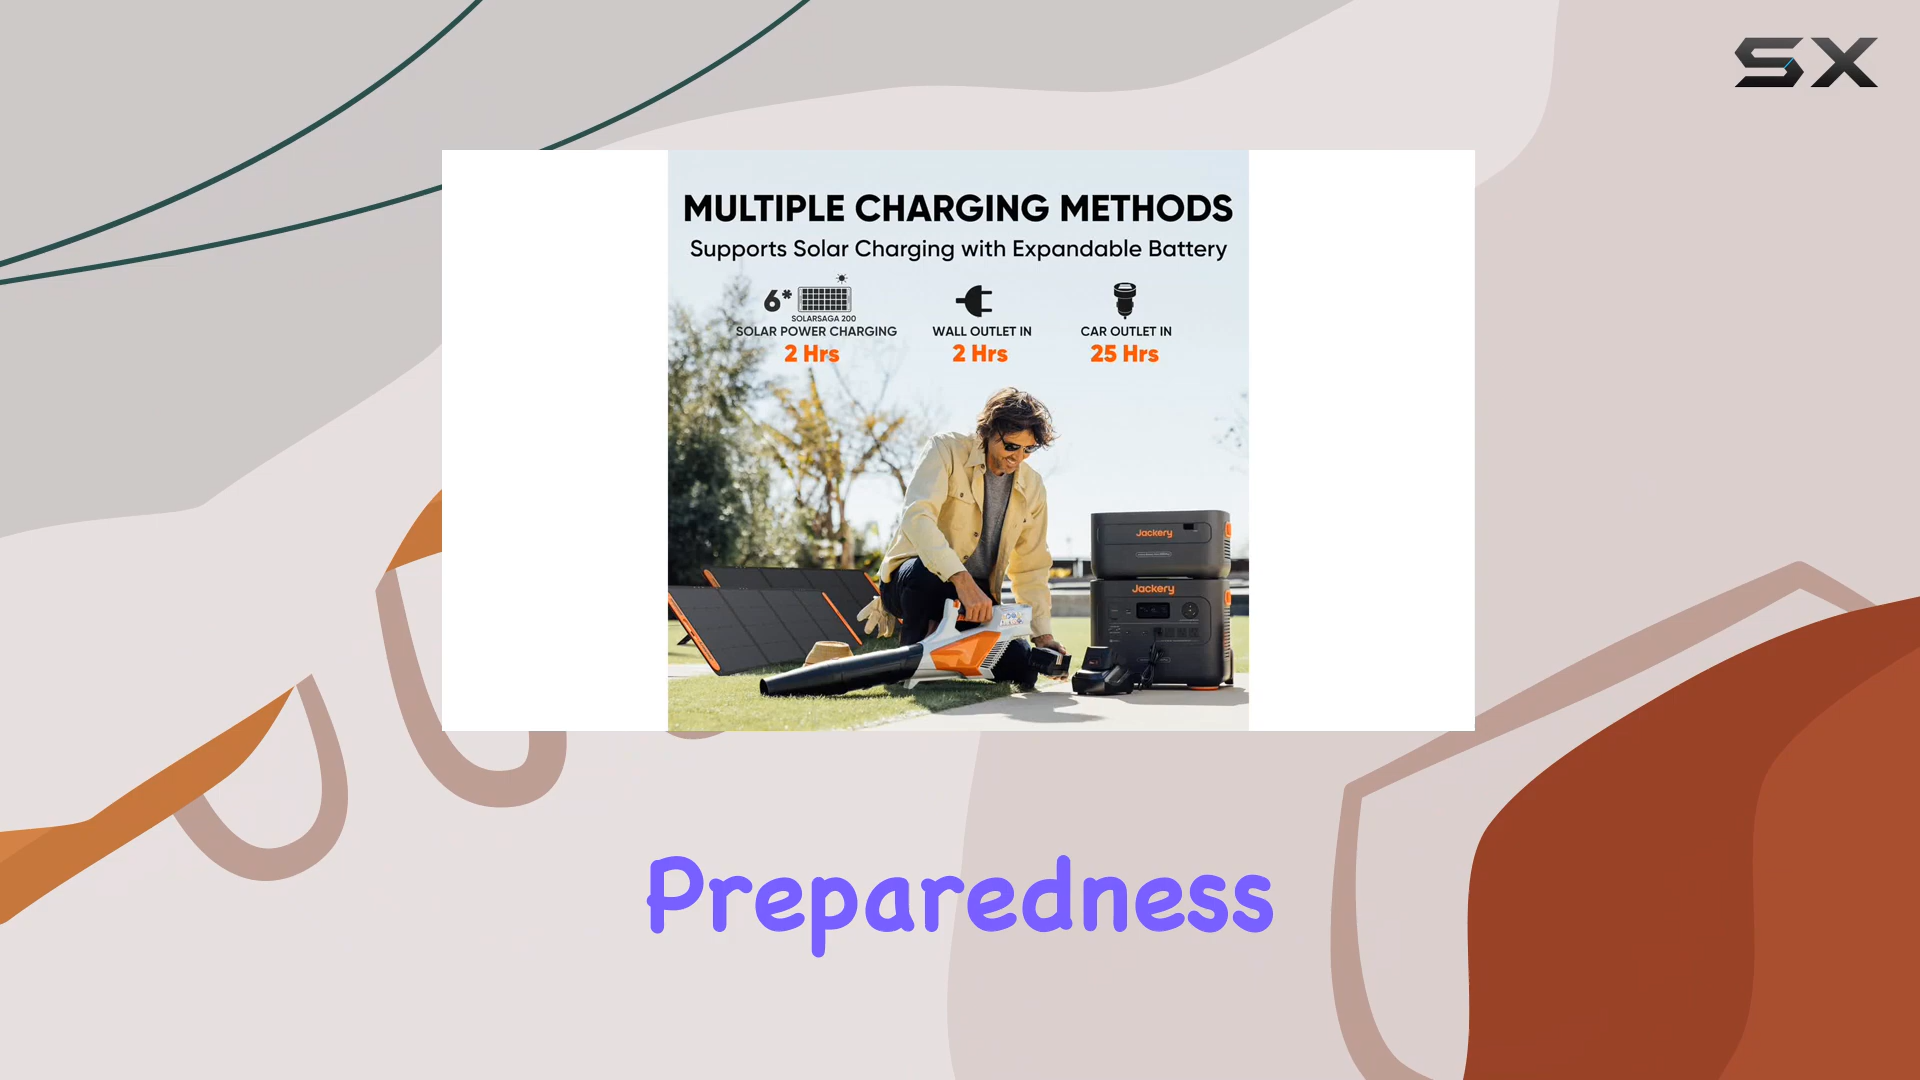 SX
MULTIPLE CHARGING METHODS
Supports Solar Charging with Expandable Battery
6*
SOLARSAGA 200
SOLAR POWER CHARGING
WALL OUTLET IN
CAR OUTLET IN
2 Hrs
2 Hrs
25 Hrs
Jackery
Jackery
Preparedness